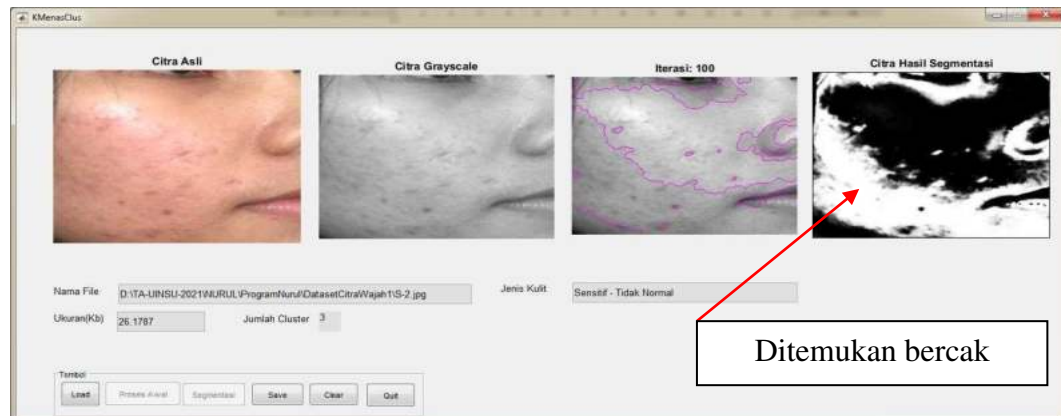 KMenasClus
Citra Asli
Citra Grayscale
Iterasi: 100
Citra Hasil Segmentasi
Nama File
D:\TA-UINSU-2021\NURUL\ProgramNurul\DatasetCitraWajah1\S-2.jpg
Jenis Kulit
Sensitif - Tidak Normal
Ukuran(Kb)
26.1787
Jumlah Cluster
3
Ditemukan bercak
Tombol
Load
Proses Awal
Segmentasi
Save
Clear
Quit